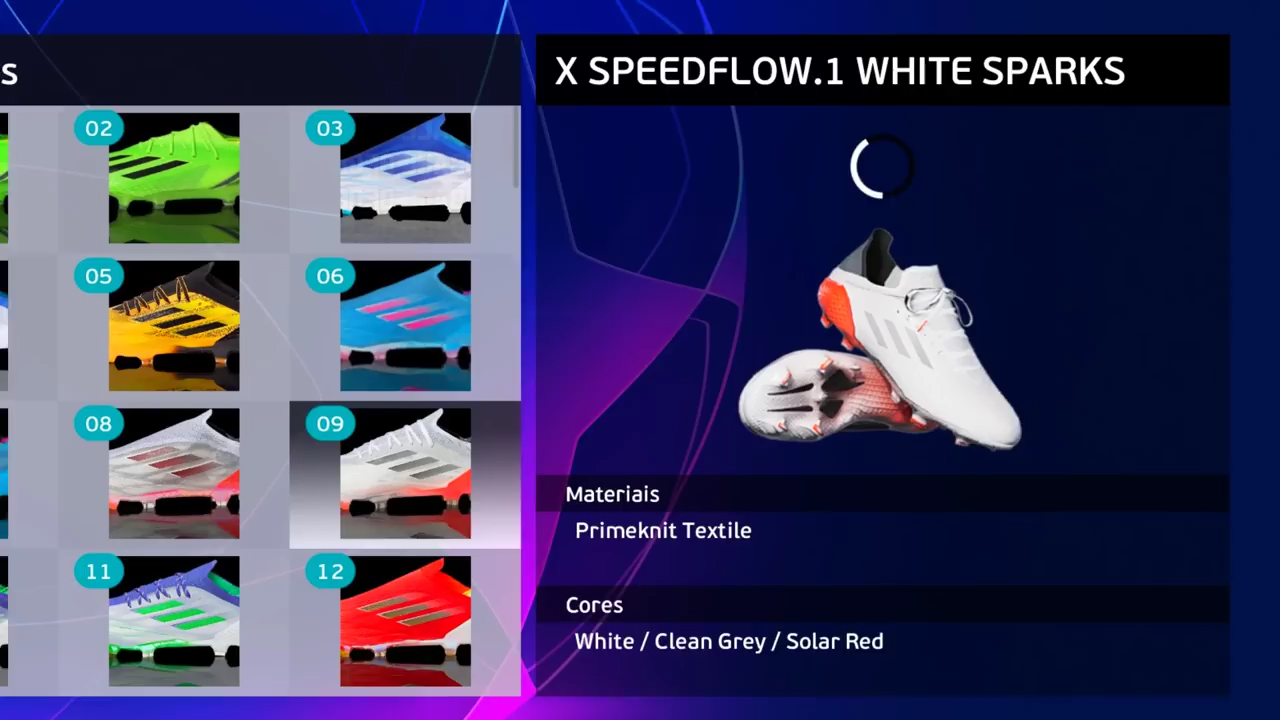 S
02
03
05
06
08
09
11
12
X SPEEDFLOW.1 WHITE SPARKS
Materiais
Primeknit Textile
Cores
White / Clean Grey / Solar Red